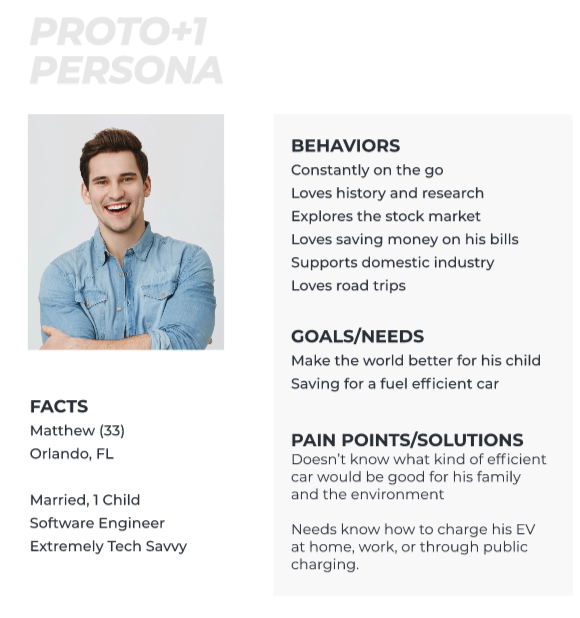 PROTO+1
PERSONA
FACTS
Matthew (33)
Orlando, FL
Married, 1 Child
Software Engineer
Extremely Tech Savvy
BEHAVIORS
Constantly on the go
Loves history and research
Explores the stock market
Loves saving money on his bills
Supports domestic industry
Loves road trips
GOALS/NEEDS
Make the world better for his child
Saving for a fuel efficient car
PAIN POINTS/SOLUTIONS
Doesn’t know what kind of efficient
car would be good for his family
and the environment
Needs know how to charge his EV
at home, work, or through public
charging.